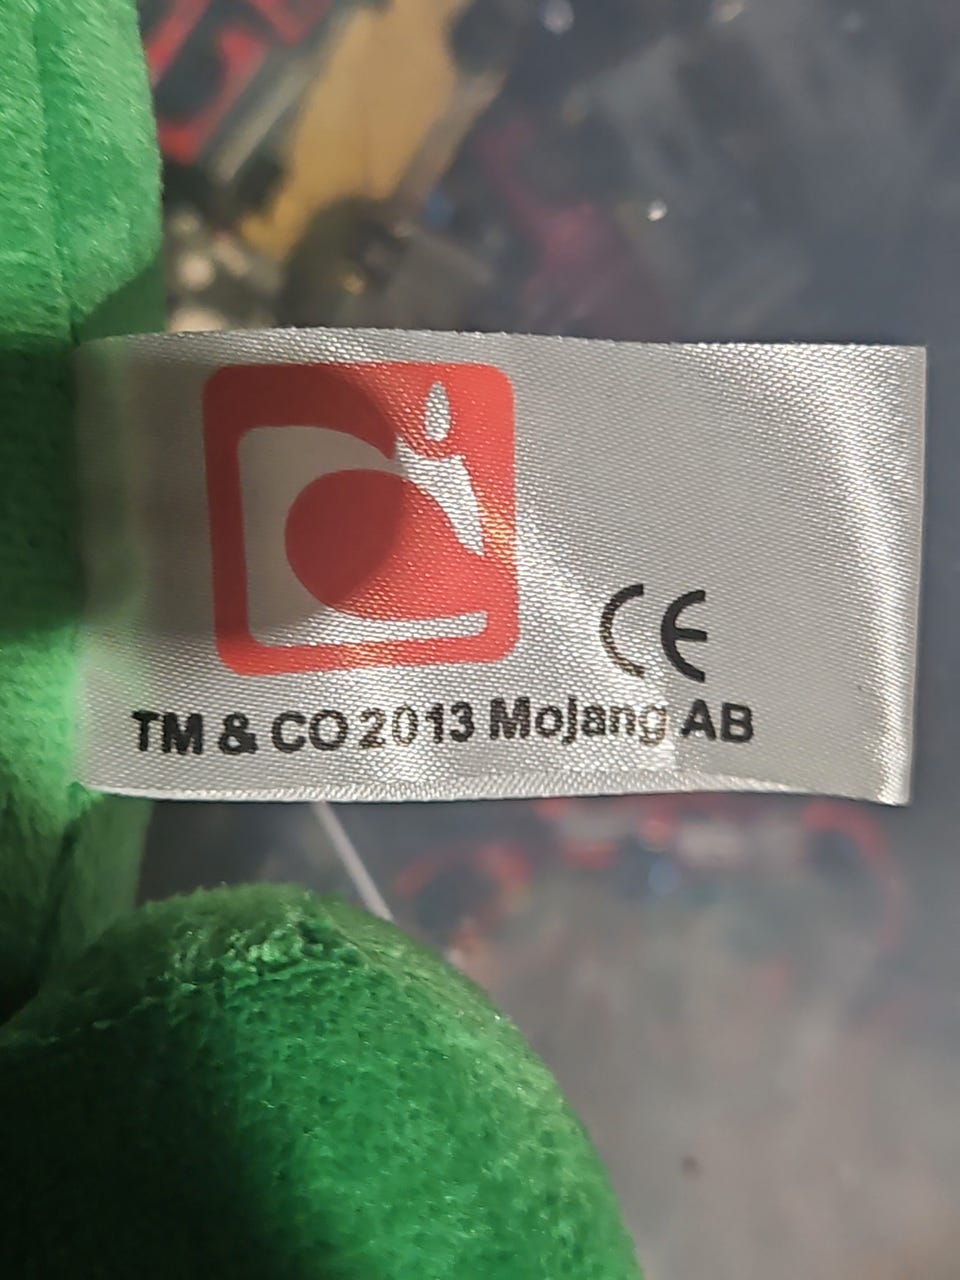 CE
TM & CO 2013 Mojang AB